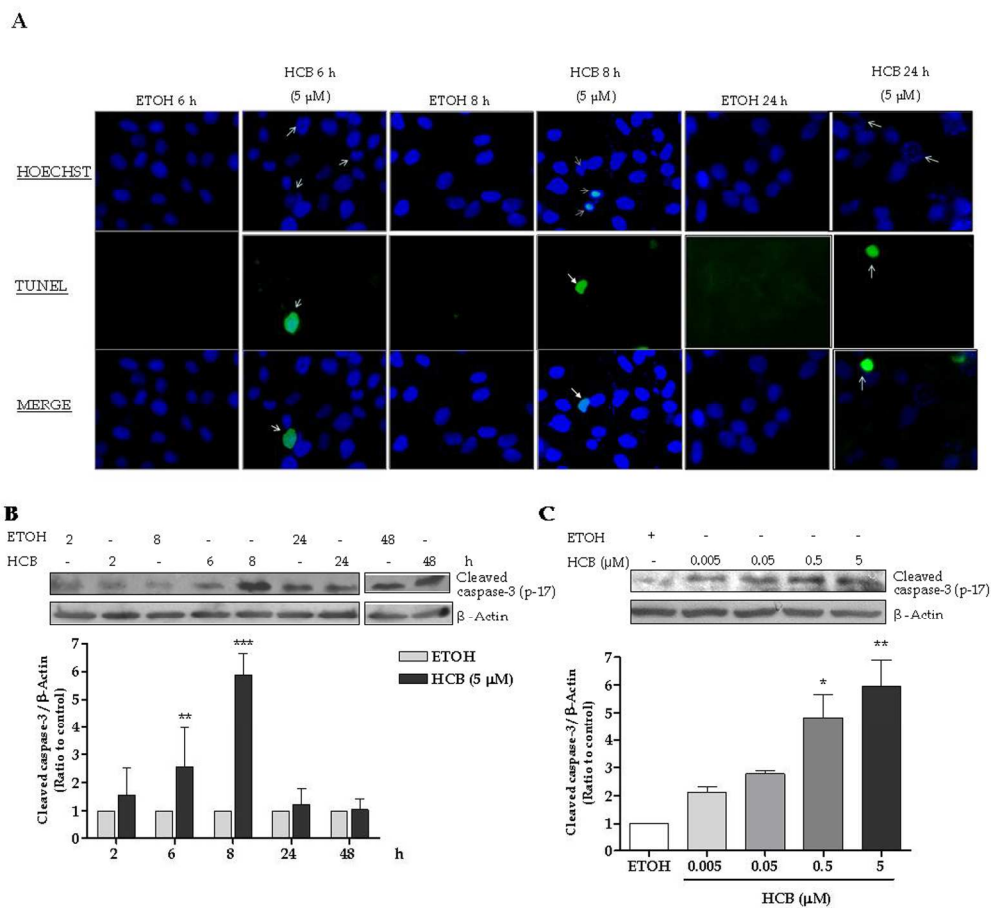 A
HCB 6 h HCB 8 h HCB 24 h
ETOH 6 h (5 μM) ETOH 8 h (5 μM) ETOH 24 h (5 μM)
HOECHST
TUNEL
MERGE
B
ETOH 2 - 8 - - 24 - 48 -
HCB - 2 - 6 8 - 24 - 48 h
Cleaved
caspase-3 (p-17)
β -Actin
Cleaved caspase-3 / β-Actin
(Ratio to control)
7
6
5
4
3
2
1
0
** ***
2 6 8 24 48 h
ETOH
HCB (5 μM)
C
ETOH + - - - -
HCB (μM) - 0.005 0.05 0.5 5
Cleaved
caspase-3 (p-17)
β -Actin
Cleaved caspase-3 / β-Actin
(Ratio to control)
7
6
5
4
3
2
1
0
* **
ETOH 0.005 0.05 0.5 5
HCB (μM)